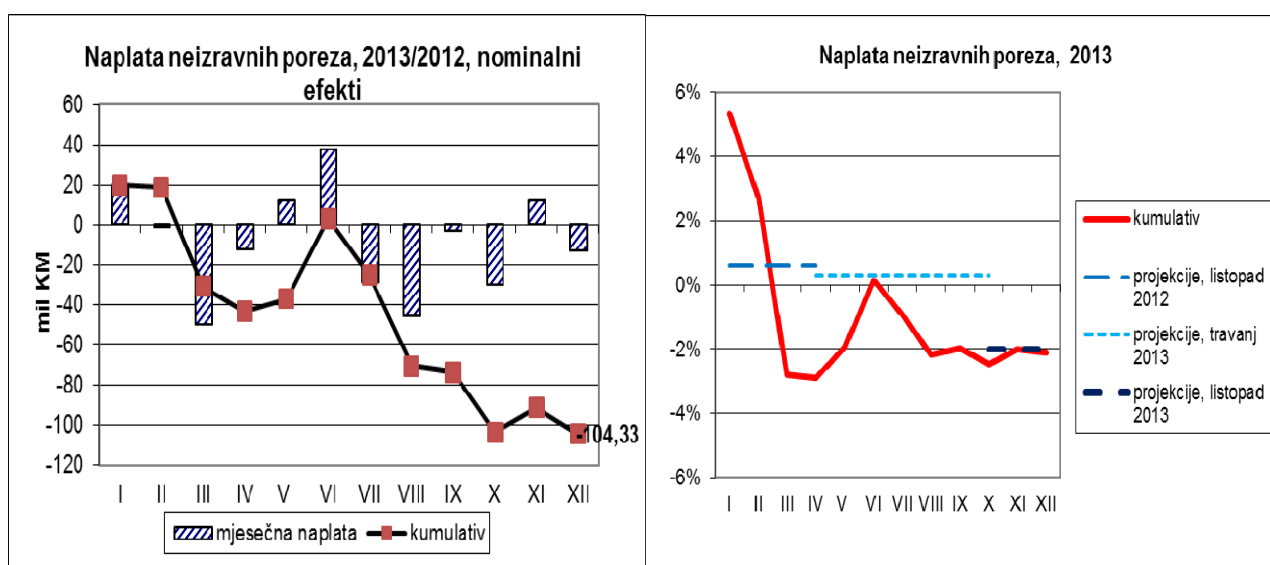 Naplata neizravnih poreza, 2013/2012, nominalni
efekti
60
40
20
0
-20
-40
-60
-80
-100
-120
mil KM
-104,33
I II III IV V VI VII VIII IX X XI XII
mjesečna naplata kumulativ
Naplata neizravnih poreza, 2013
6%
4%
2%
0%
-2%
-4%
-6%
I II III IV V VI VII VIII IX X XI XII
kumulativ
projekcije, listopad
2012
projekcije, travanj
2013
projekcije, listopad
2013